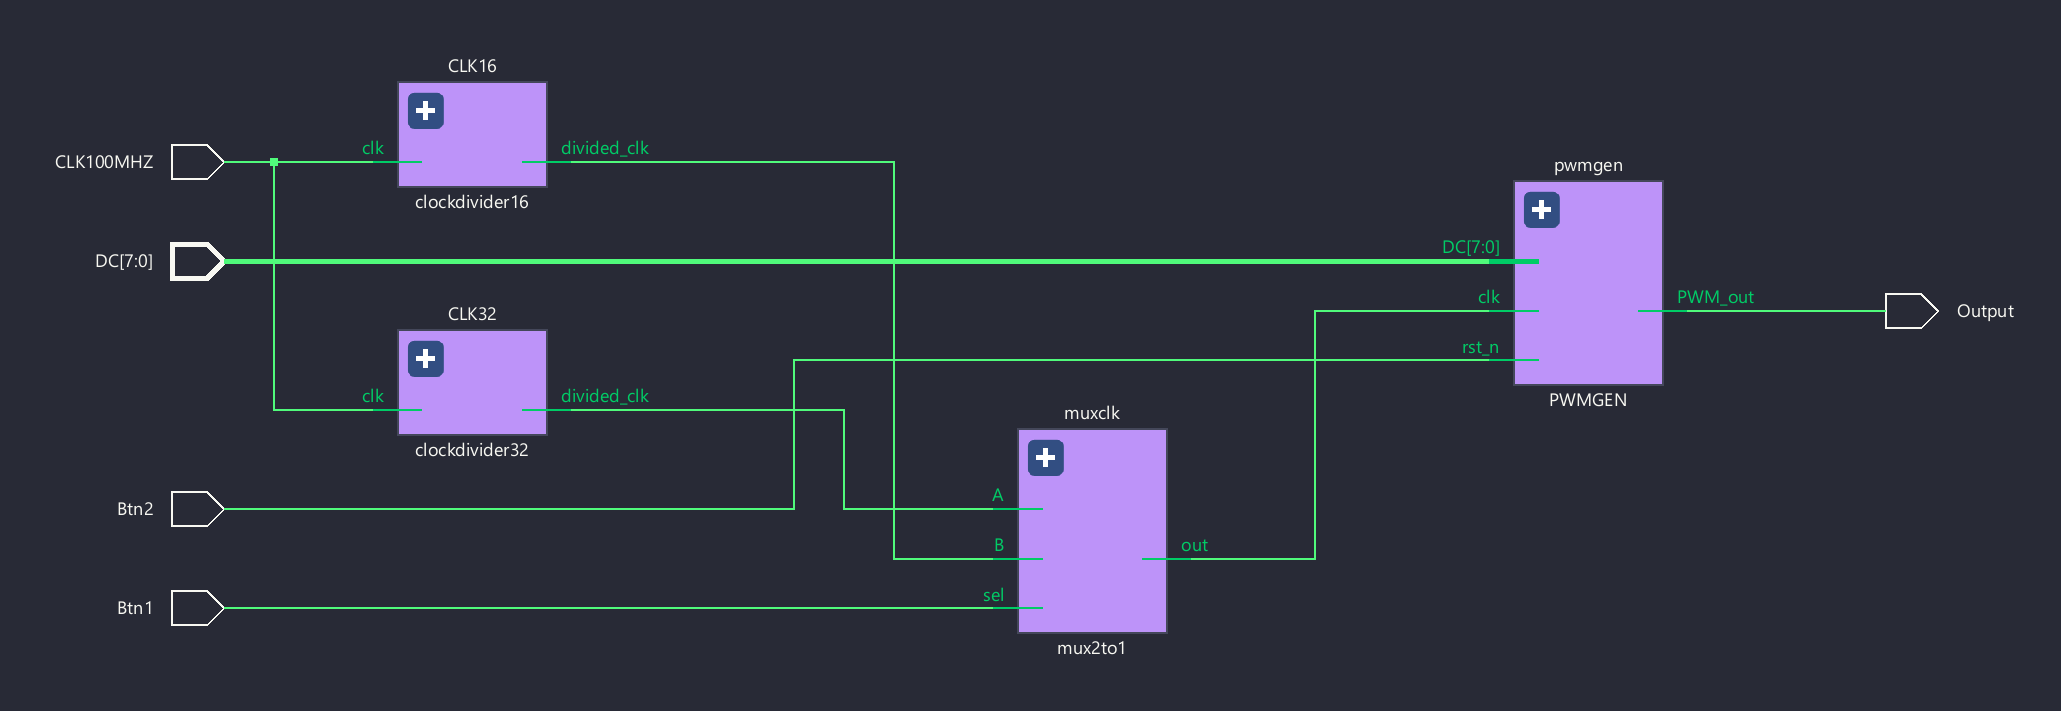 CLK16
CLK100MHZ
clk
divided_clk
clockdivider16
pwmgen
DC[7:0]
DC[7:0]
clk
PWM_out
Output
rst_n
PWMGEN
CLK32
clk
divided_clk
clockdivider32
muxclk
Btn2
A
B
out
sel
Btn1
mux2to1